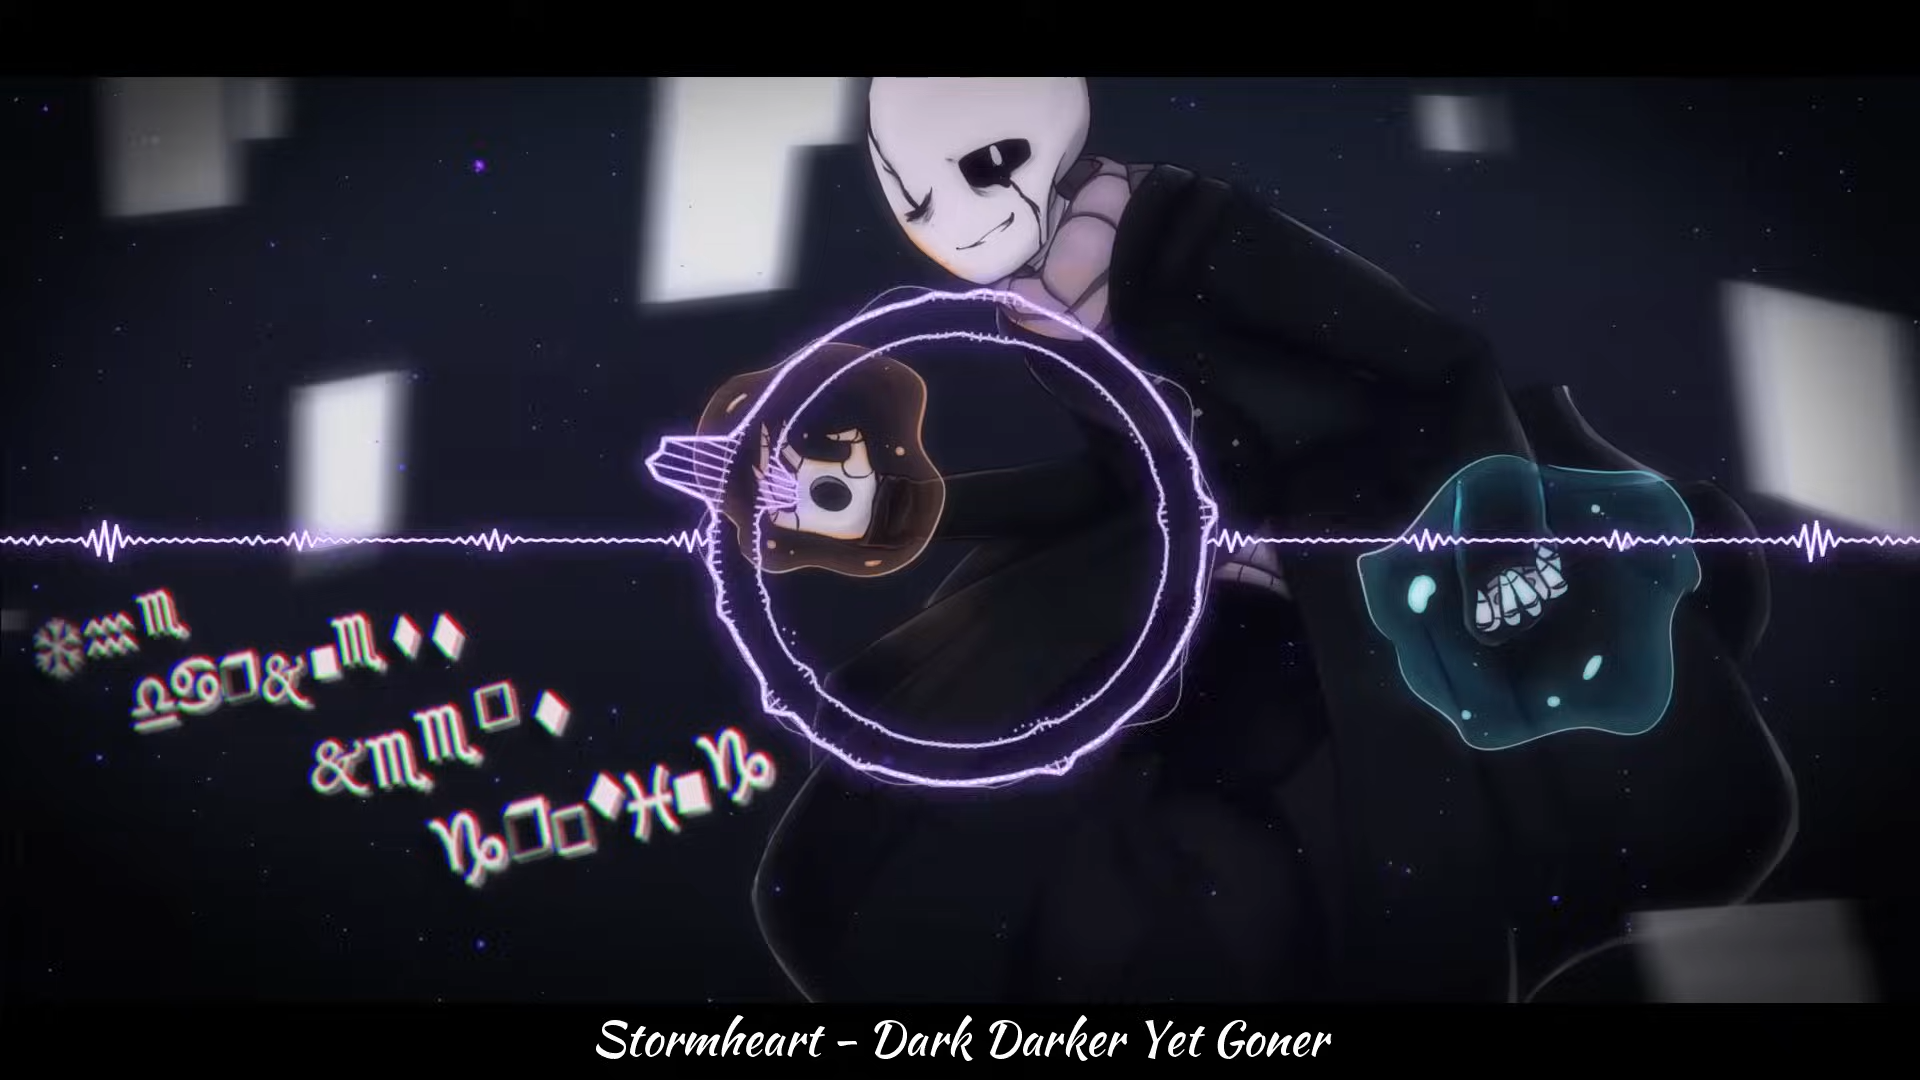 ❄♒♏
♎♋❒🙵■♏⬧⬧
🙵♏♏◻⬧
♑❒□⬥♓■♑
Stormheart - Dark Darker Yet Goner